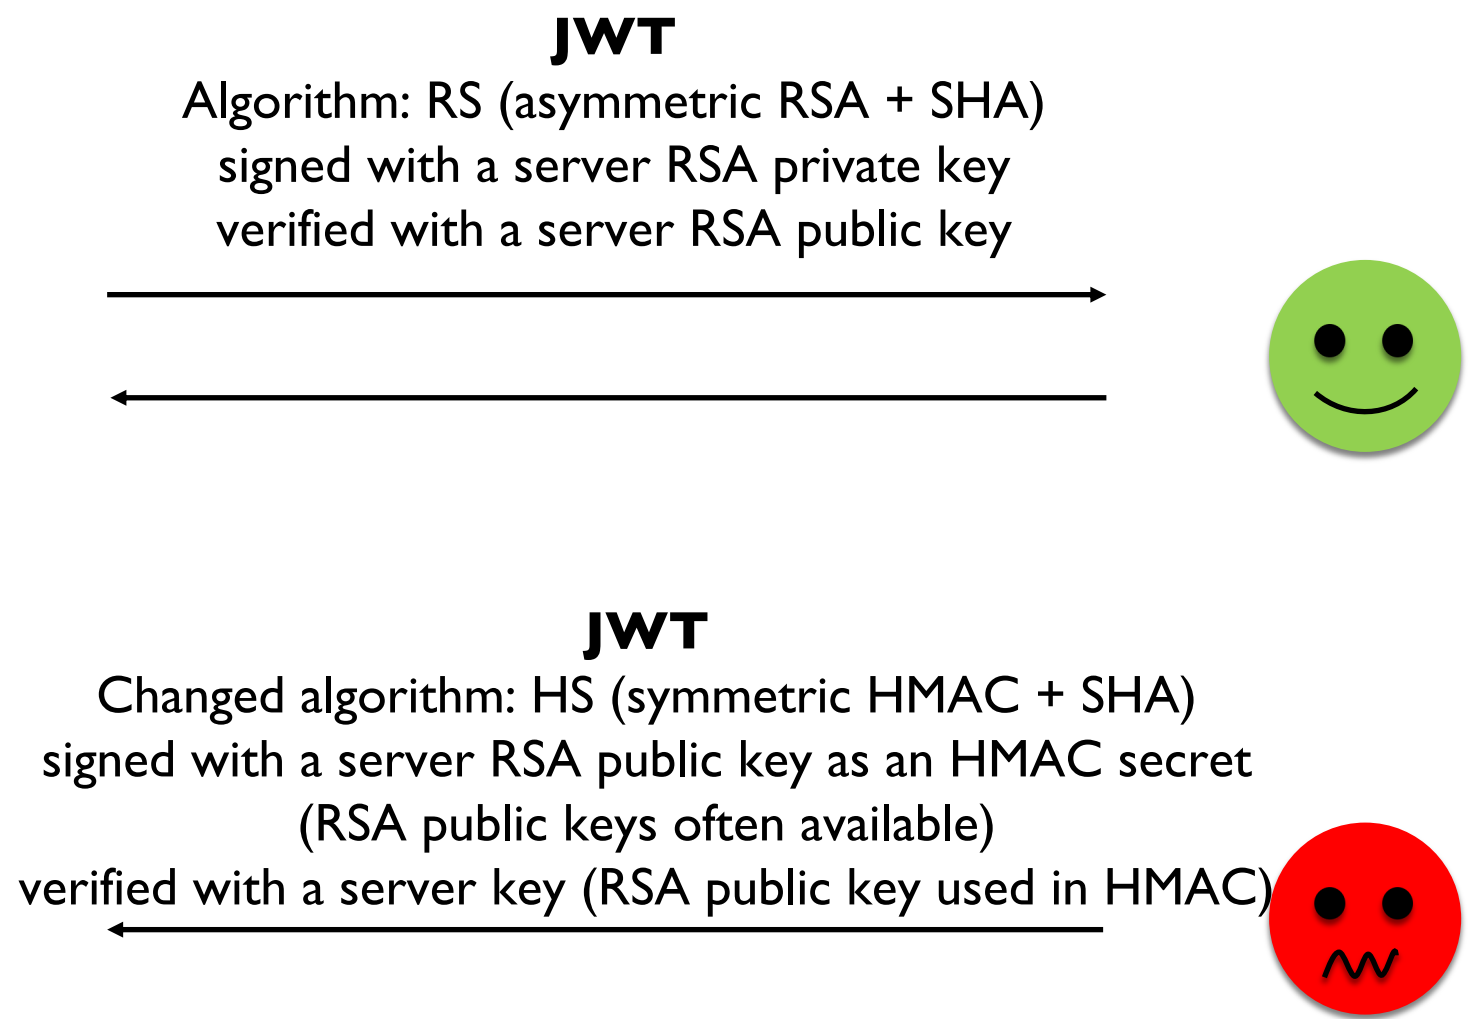 JWT
Algorithm: RS (asymmetric RSA + SHA)
signed with a server RSA private key
verified with a server RSA public key
JWT
Changed algorithm: HS (symmetric HMAC + SHA)
signed with a server RSA public key as an HMAC secret
(RSA public keys often available)
verified with a server key (RSA public key used in HMAC)